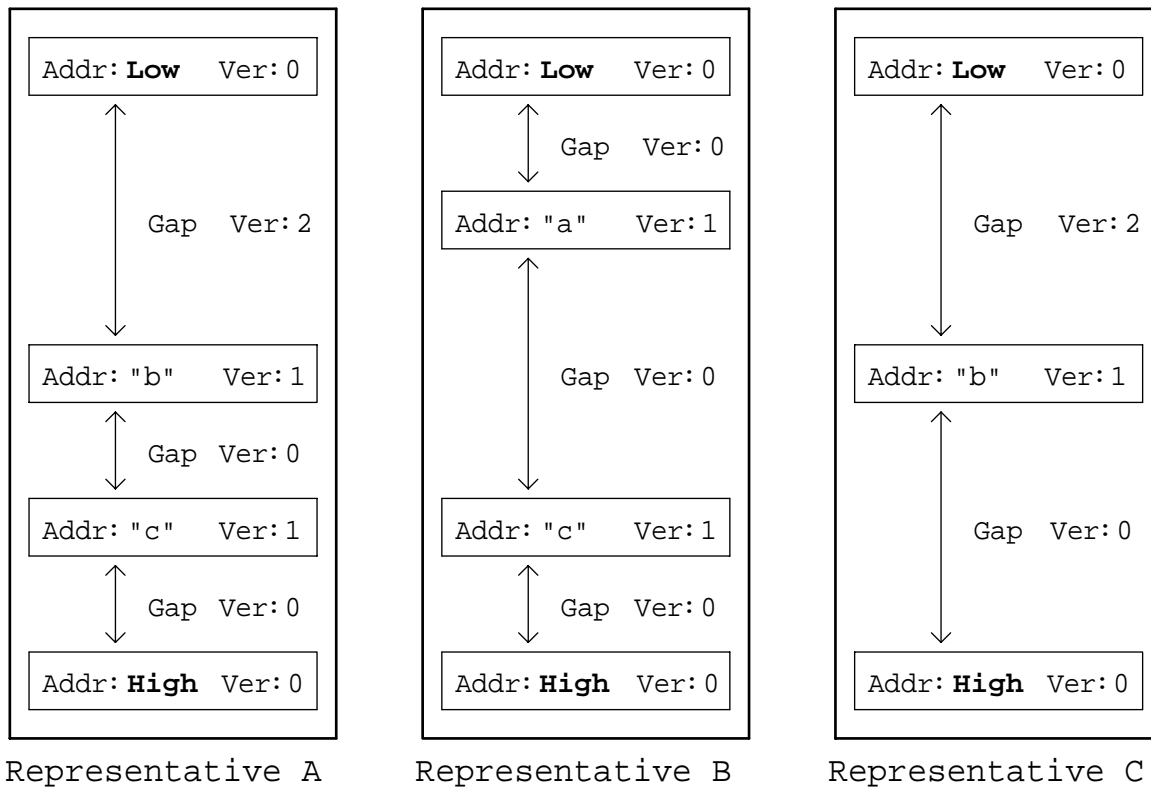 Addr: Low Ver: 0
Gap Ver: 2
Addr: "b" Ver: 1
Gap Ver: 0
Addr: "c" Ver: 1
Gap Ver: 0
Addr: High Ver: 0
Representative A
Addr: Low Ver: 0
Gap Ver: 0
Addr: "a" Ver: 1
Gap Ver: 0
Addr: "c" Ver: 1
Gap Ver: 0
Addr: High Ver: 0
Representative B
Addr: Low Ver: 0
Gap Ver: 2
Addr: "b" Ver: 1
Gap Ver: 0
Addr: High Ver: 0
Representative C